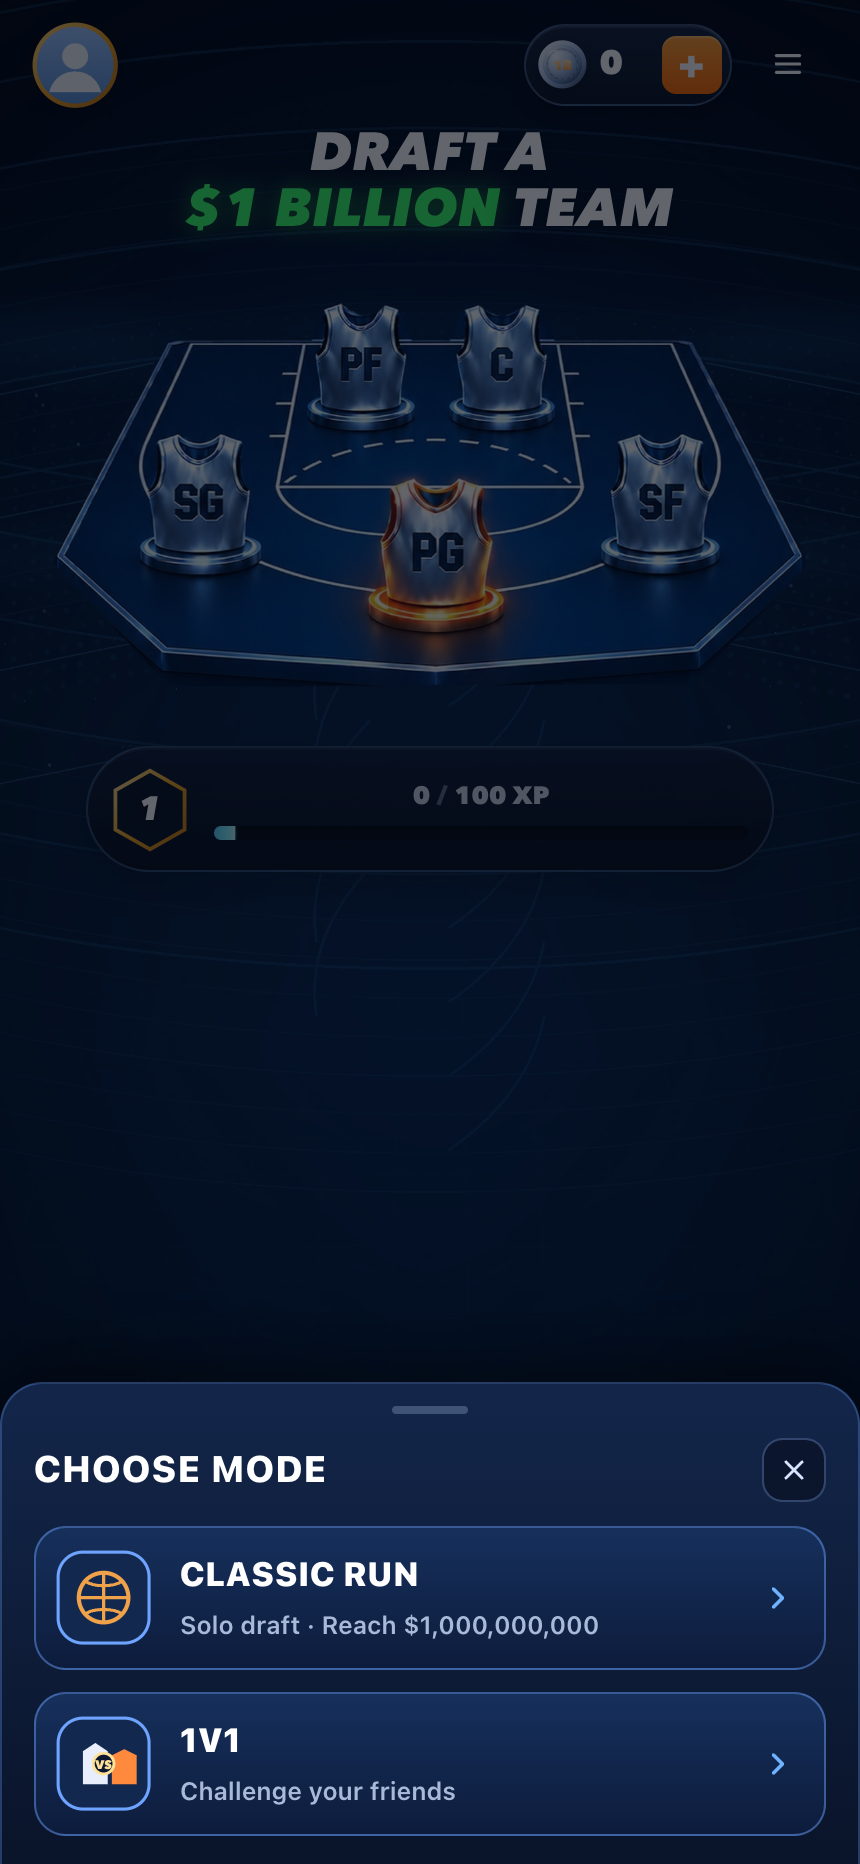 0
DRAFT A
$1 BILLION TEAM
PF
C
SG
SF
PG
1
0 / 100 XP
CHOOSE MODE
CLASSIC RUN
Solo draft · Reach $1,000,000,000
VS
1V1
Challenge your friends